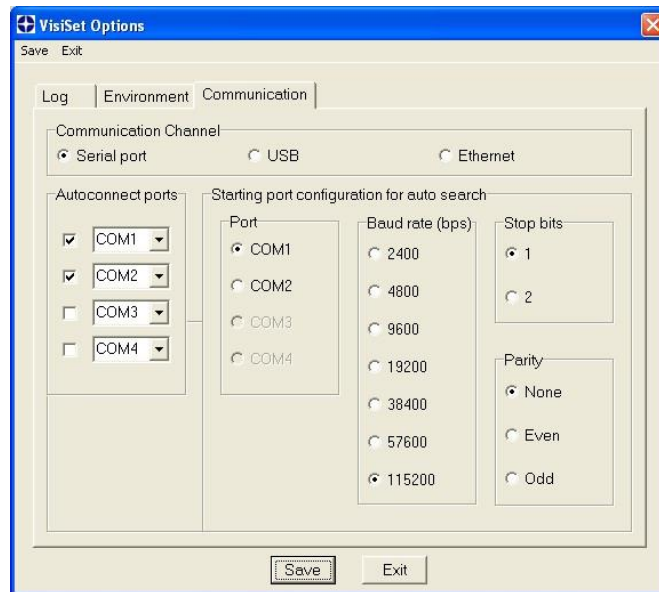 VisiSet Options
Save Exit
Log Environment Communication
Communication Channel
Serial port USB Ethernet
Autoconnect ports
COM1
COM2
COM3
COM4
Starting port configuration for auto search
Port
COM1
COM2
COM3
COM4
Baud rate (bps)
2400
4800
9600
19200
38400
57600
115200
Stop bits
1
2
Parity
None
Even
Odd
Save Exit